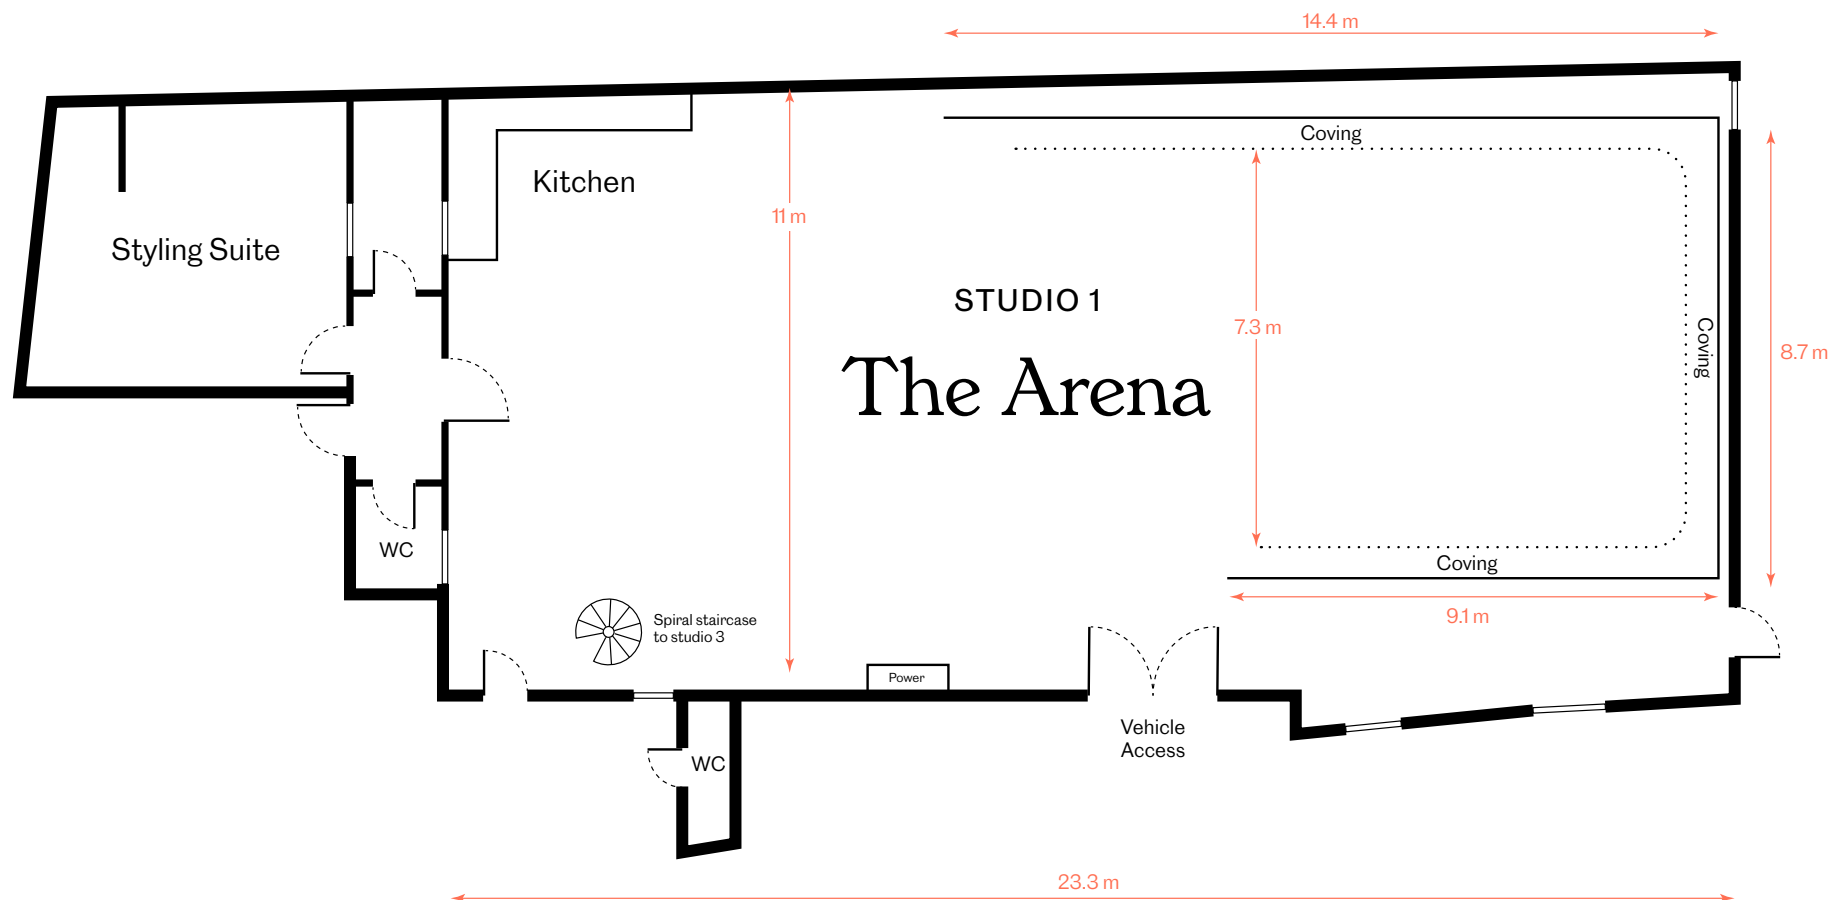 14.4 m
Coving
Kitchen
11 m
Styling Suite
STUDIO 1
7.3 m
Coving
8.7 m
The Arena
WC
Coving
9.1 m
Spiral staircase
to studio 3
Power
Vehicle
Access
WC
23.3 m